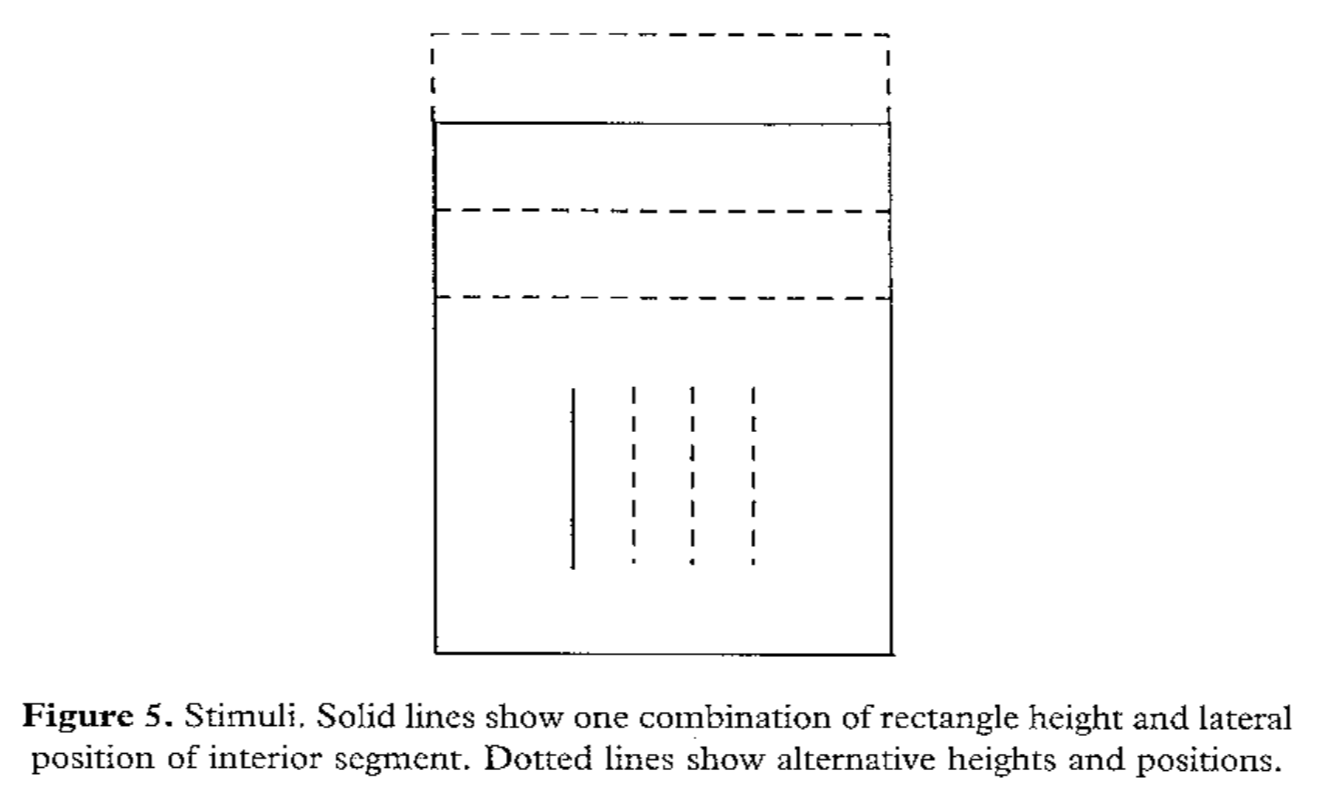 Figure 5. Stimuli. Solid lines show one combination of rectangle height and lateral
position of interior segment. Dotted lines show alternative heights and positions.